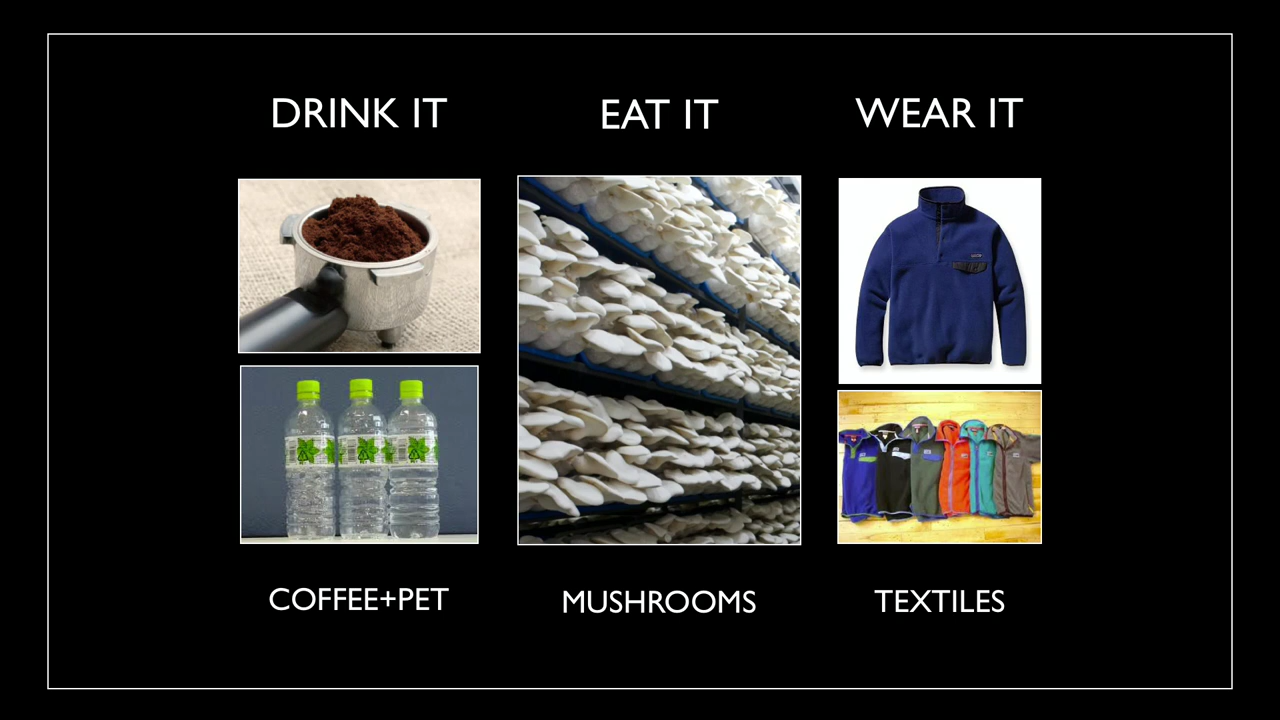 DRINK IT
EAT IT
WEAR IT
COFFEE+PET
MUSHROOMS
TEXTILES